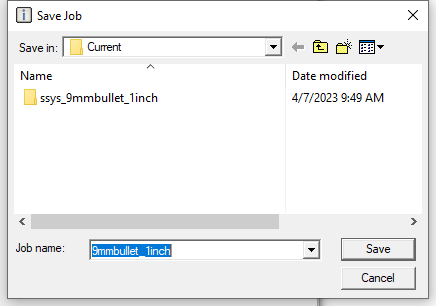 Save Job
Save in: Current
Name Date modified
ssys_9mmbullet_1inch 4/7/2023 9:49 AM
Job name: 9mmbullet_1inch Save
Cancel